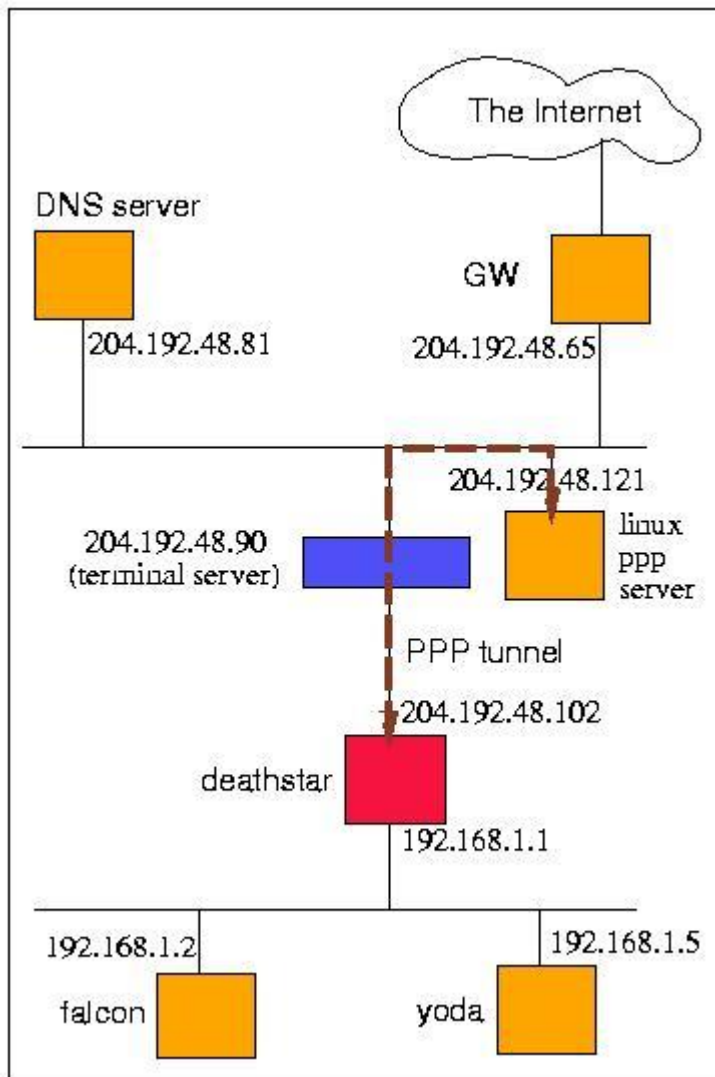 The Internet
DNS server
GW
204.192.48.81
204.192.48.65
204.192.48.121
204.192.48.90
(terminal server)
linux
ppp
server
PPP tunnel
204.192.48.102
deathstar
192.168.1.1
192.168.1.2
192.168.1.5
falcon
yoda